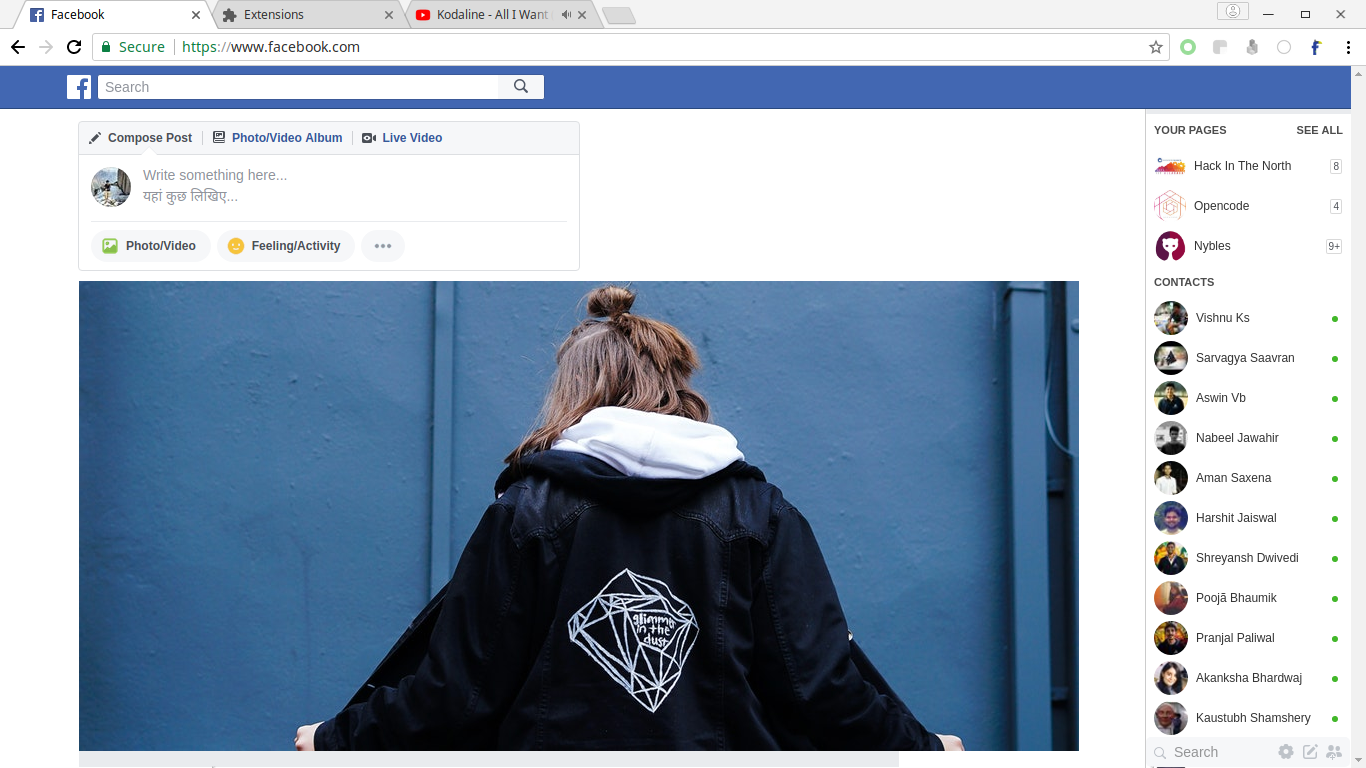 Facebook
Extensions
Kodaline - All I Want
Secure
https://www.facebook.com
Search
Compose Post
Photo/Video Album
Live Video
Write something here...
यहां कुछ लिखिए...
Photo/Video
Feeling/Activity
glimmer
in the
dust
YOUR PAGES SEE ALL
Hack In The North 8
Opencode 4
Nybles 9+
CONTACTS
Vishnu Ks
Sarvagya Saavran
Aswin Vb
Nabeel Jawahir
Aman Saxena
Harshit Jaiswal
Shreyansh Dwivedi
Poojā Bhaumik
Pranjal Paliwal
Akanksha Bhardwaj
Kaustubh Shamshery
Search